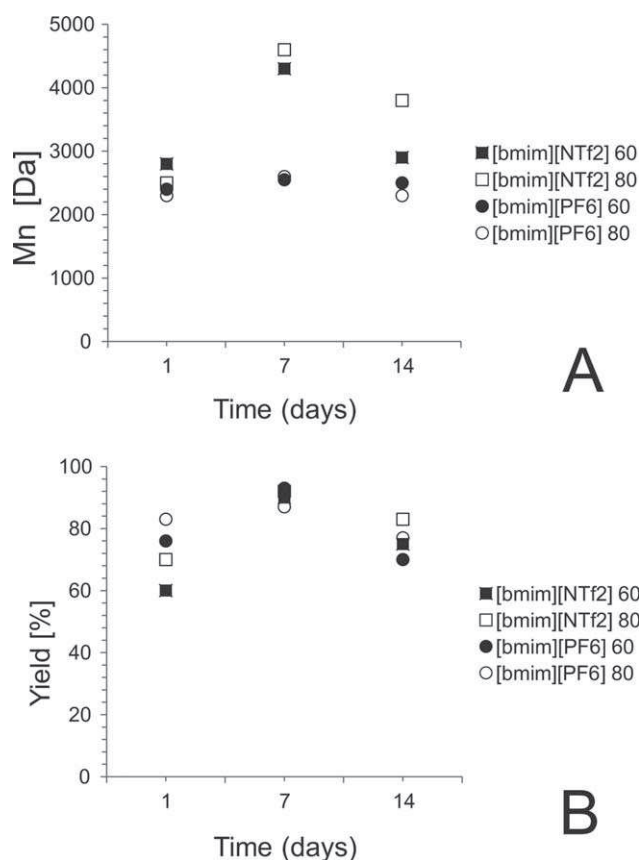 5000
4000
3000
2000
1000
0
Mn [Da]
1 7 14
Time (days)
[bmim][NTf2] 60
[bmim][NTf2] 80
[bmim][PF6] 60
[bmim][PF6] 80
A
100
80
60
40
20
0
Yield [%]
1 7 14
Time (days)
[bmim][NTf2] 60
[bmim][NTf2] 80
[bmim][PF6] 60
[bmim][PF6] 80
B